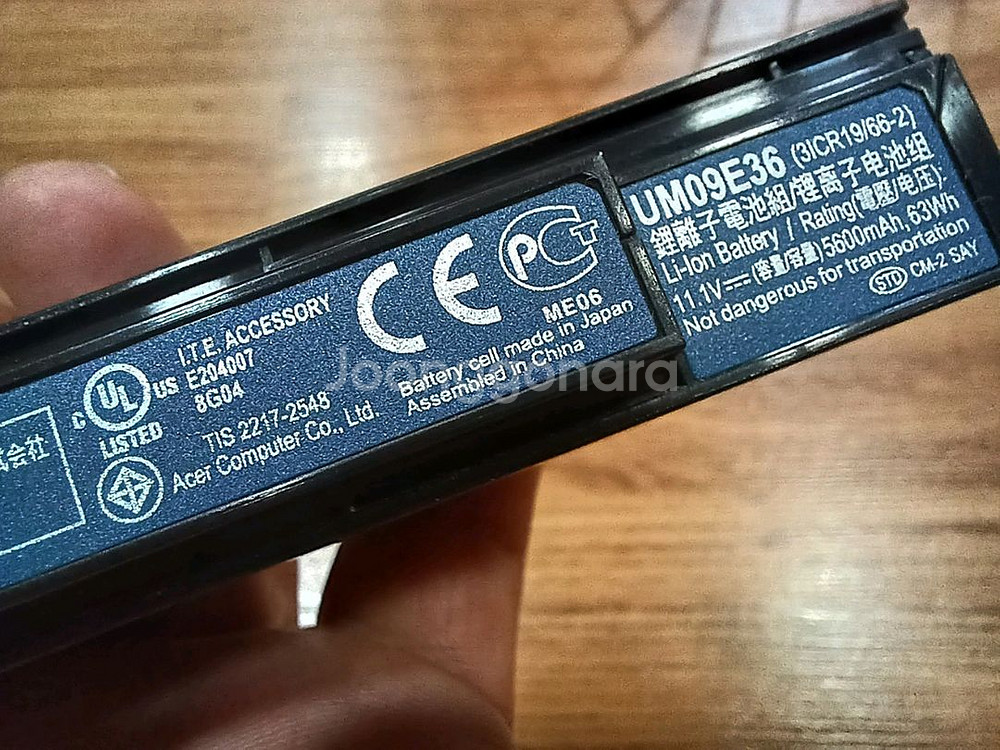 UM09E36 (3ICR19/66-2)
鋰離子電池組/锂离子电池组
Li-Ion Battery / Rating(電壓/电压):
11.1V⎓(容量/容量)5600mAh, 63Wh
Not dangerous for transportation
STD CM-2 SAY
I.T.E. ACCESSORY
E204007
8G04
C UL US
LISTED
CE
PCT
ME06
TIS 2217-2548
Acer Computer Co., Ltd.
Battery cell made in Japan
Assembled in China
式会社
Joonggonara